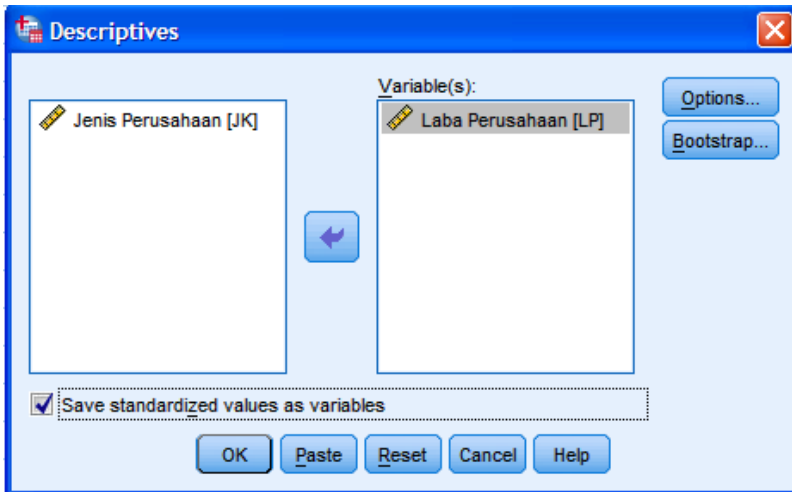 Descriptives
Variable(s):
Jenis Perusahaan [JK]
Laba Perusahaan [LP]
Options...
Bootstrap...
Save standardized values as variables
OK
Paste
Reset
Cancel
Help